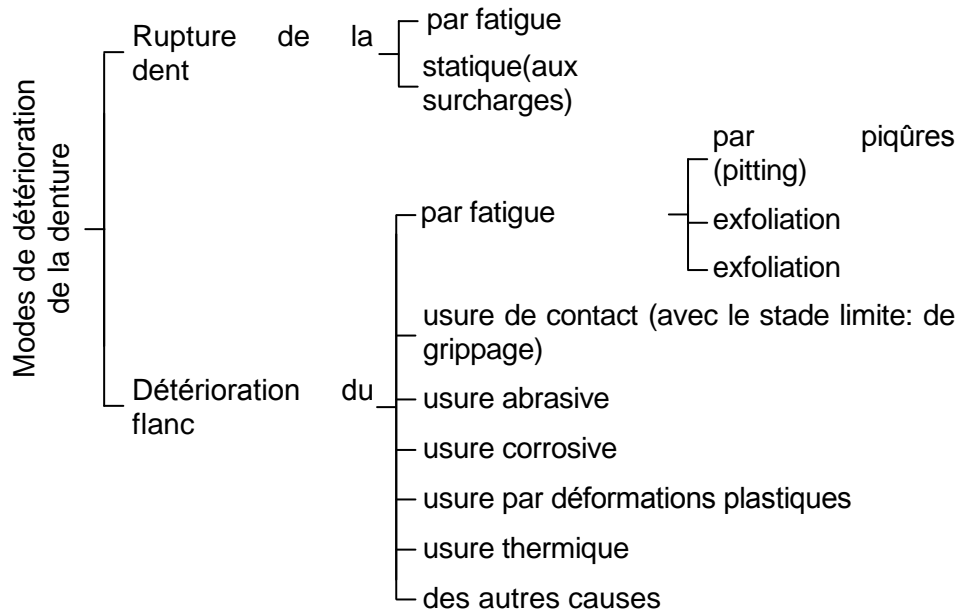 Modes de détérioration
de la denture
Rupture de la
dent
par fatigue
statique(aux
surcharges)
Détérioration du
flanc
par fatigue
par piqûres
(pitting)
exfoliation
exfoliation
usure de contact (avec le stade limite: de
grippage)
usure abrasive
usure corrosive
usure par déformations plastiques
usure thermique
des autres causes